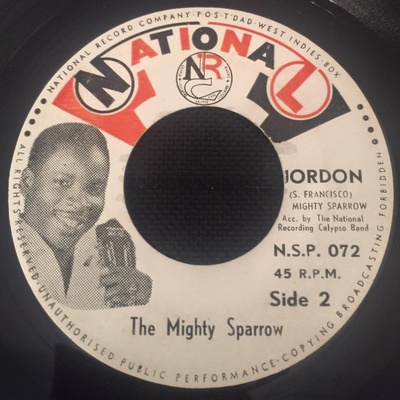 NATIONAL RECORD COMPANY-POST T'DAD-WEST INDIES.BOX
NATIONAL
NR
JORDON
(S. FRANCISCO)
MIGHTY SPARROW
Acc. by The National
Recording Calypso Band
N.S.P. 072
45 R.P.M.
Side 2
The Mighty Sparrow
ALL RIGHTS RESERVED-UNAUTHORISED PUBLIC PERFORMANCE-COPYING BROADCASTING FORBIDDEN